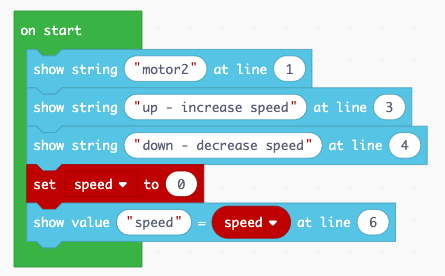 on start
show string "motor2" at line 1
show string "up - increase speed" at line 3
show string "down - decrease speed" at line 4
set speed to 0
show value "speed" = speed at line 6